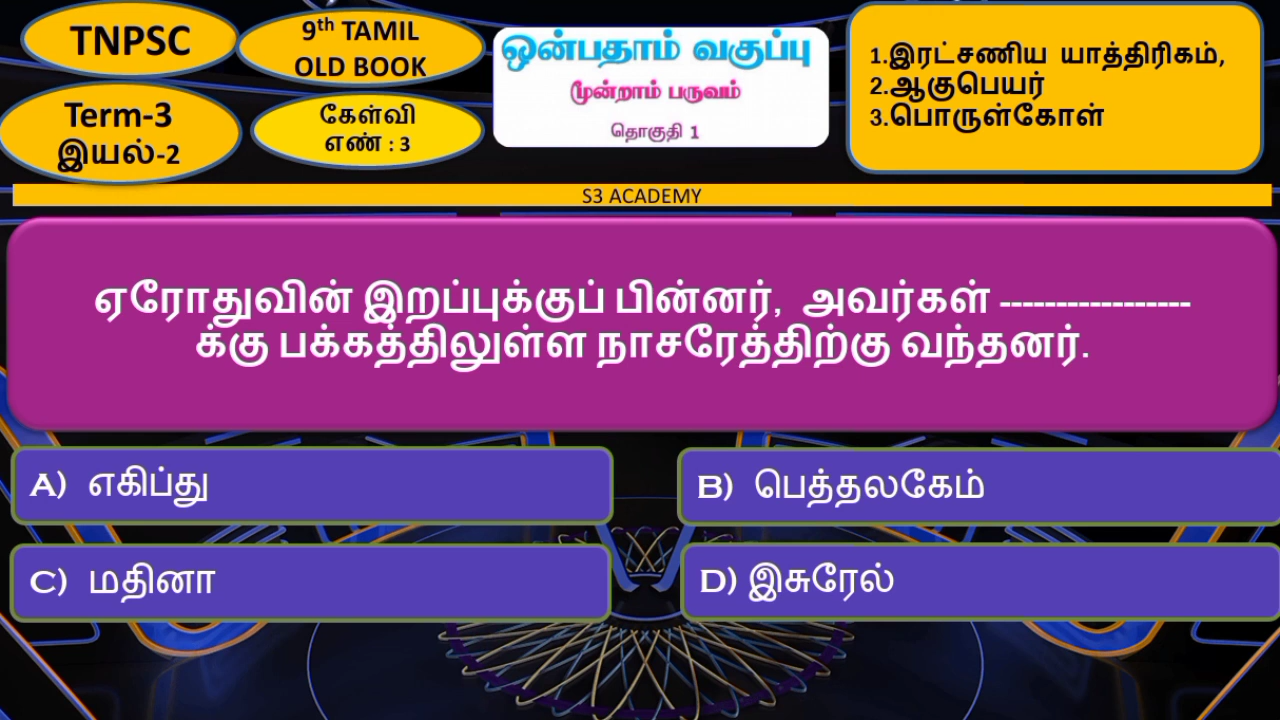 TNPSC
9th TAMIL
OLD BOOK
Term-3
இயல்-2
கேள்வி
எண் : 3
ஒன்பதாம் வகுப்பு
மூன்றாம் பருவம்
தொகுதி 1
1.இரட்சணிய யாத்திரிகம்,
2.ஆகுபெயர்
3.பொருள்கோள்
S3 ACADEMY
ஏரோதுவின் இறப்புக்குப் பின்னர், அவர்கள் -----------------
க்கு பக்கத்திலுள்ள நாசரேத்திற்கு வந்தனர்.
A) எகிப்து
B) பெத்தலகேம்
C) மதினா
D) இசுரேல்